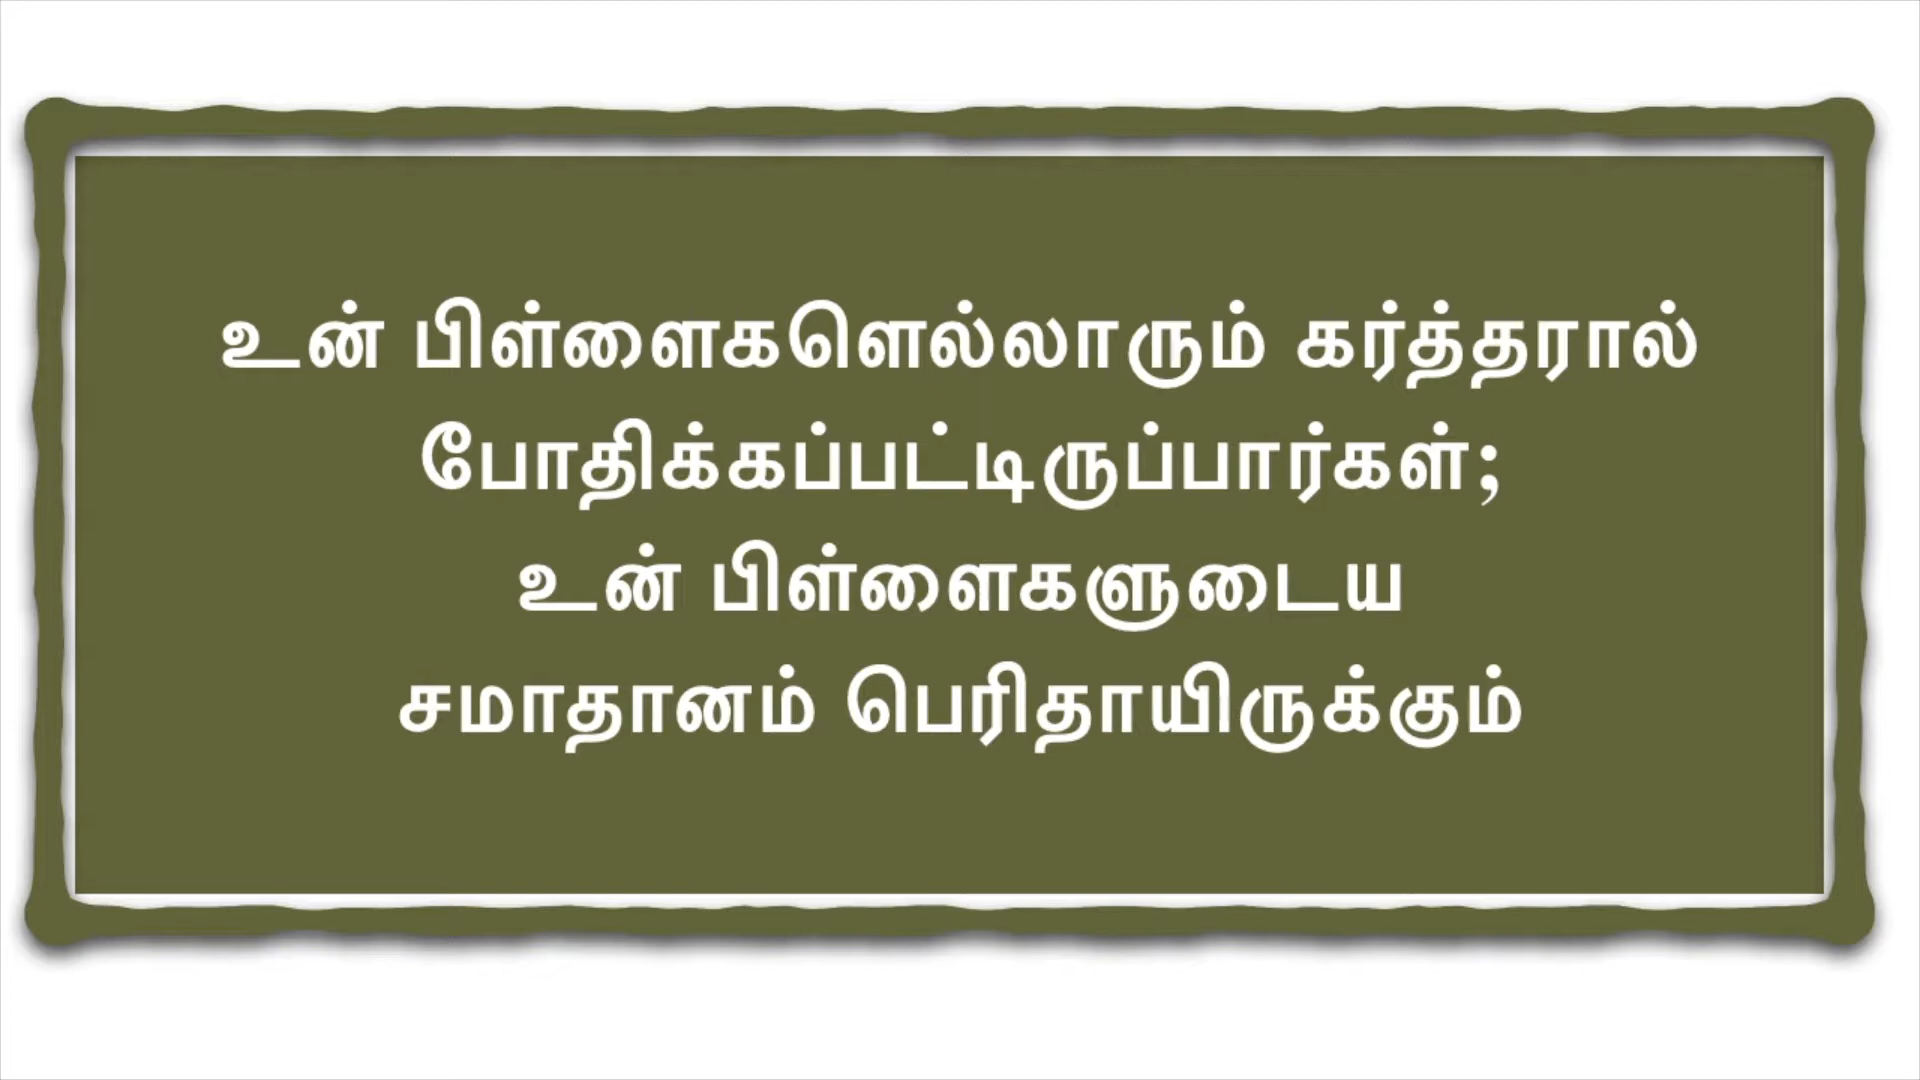 உன் பிள்ளைகளெல்லாரும் கர்த்தரால்
போதிக்கப்பட்டிருப்பார்கள்;
உன் பிள்ளைகளுடைய
சமாதானம் பெரிதாயிருக்கும்